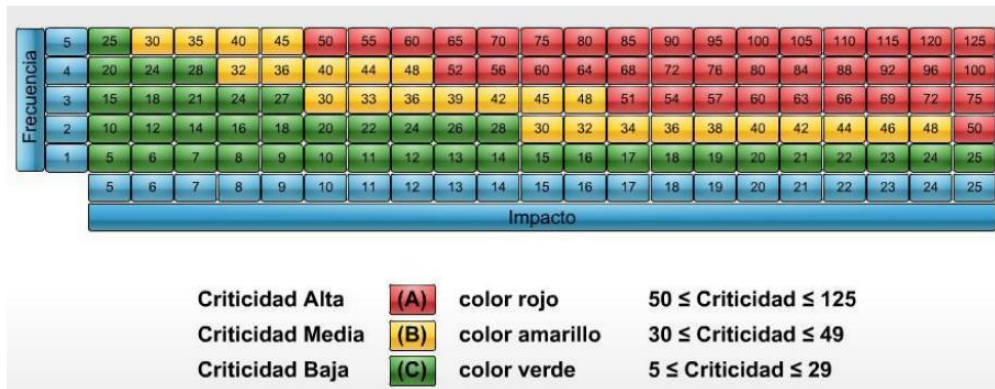 Frecuencia
5 25 30 35 40 45 50 55 60 65 70 75 80 85 90 95 100 105 110 115 120 125
4 20 24 28 32 36 40 44 48 52 56 60 64 68 72 76 80 84 88 92 96 100
3 15 18 21 24 27 30 33 36 39 42 45 48 51 54 57 60 63 66 69 72 75
2 10 12 14 16 18 20 22 24 26 28 30 32 34 36 38 40 42 44 46 48 50
1 5 6 7 8 9 10 11 12 13 14 15 16 17 18 19 20 21 22 23 24 25
5 6 7 8 9 10 11 12 13 14 15 16 17 18 19 20 21 22 23 24 25
Impacto
Criticidad Alta (A) color rojo 50 ≤ Criticidad ≤ 125
Criticidad Media (B) color amarillo 30 ≤ Criticidad ≤ 49
Criticidad Baja (C) color verde 5 ≤ Criticidad ≤ 29